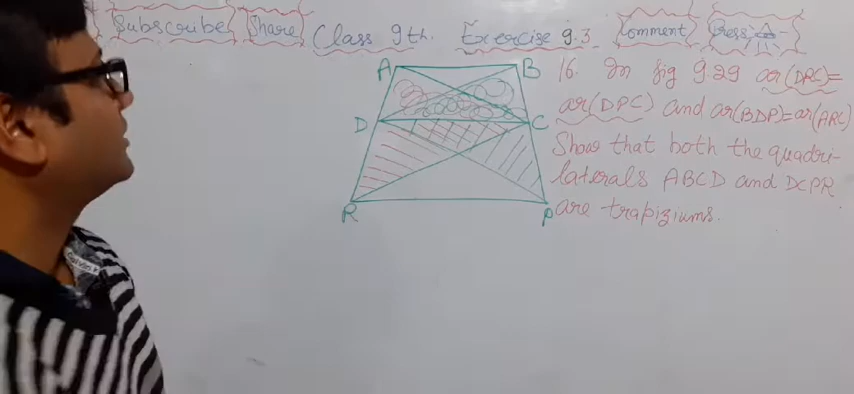 Subscribe Share Class 9th. Exercise 9.3 Comment Press
A B
D C
R P
16. In fig 9.29 ar(DRC)=
ar(DPC) and ar(BDP)=ar(ARC)
Show that both the quadri-
laterals ABCD and DCPR
are trapiziums.